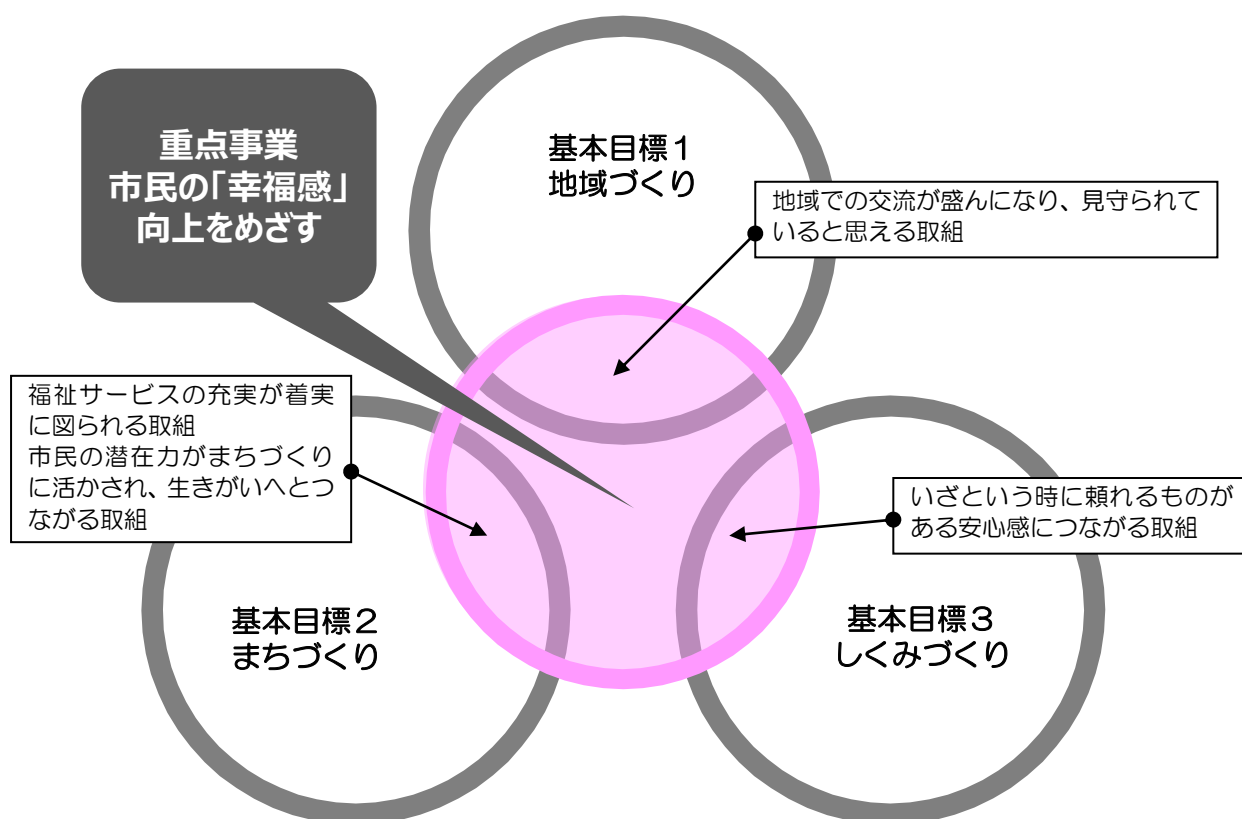 重点事業
市民の「幸福感」
向上をめざす
基本目標1
地域づくり
地域での交流が盛んになり、見守られて
いると思える取組
福祉サービスの充実が着実
に図られる取組
市民の潜在力がまちづくり
に活かされ、生きがいへとつ
ながる取組
いざという時に頼れるものが
ある安心感につながる取組
基本目標2
まちづくり
基本目標3
しくみづくり